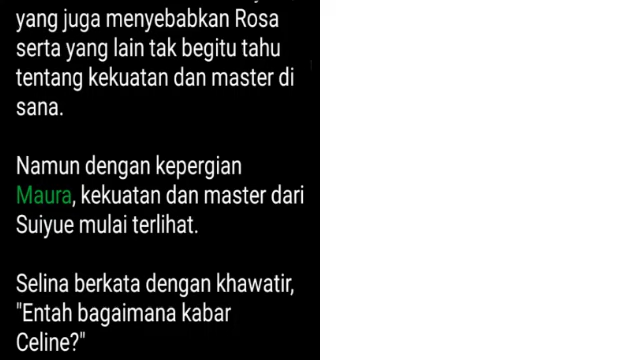 yang juga menyebabkan Rosa
serta yang lain tak begitu tahu
tentang kekuatan dan master di
sana.
Namun dengan kepergian
Maura, kekuatan dan master dari
Suiyue mulai terlihat.
Selina berkata dengan khawatir,
"Entah bagaimana kabar
Celine?"